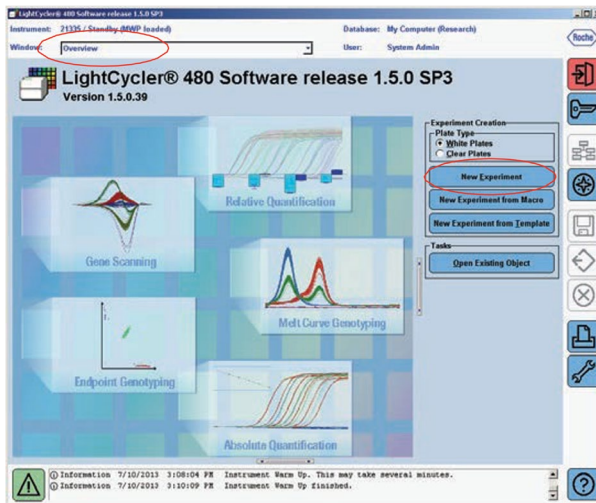 LightCycler® 480 Software release 1.5.0 SP3
Instrument: 21335 / Standby (MWP loaded)
Database: My Computer (Research)
Window: Overview
User: System Admin
Roche
LightCycler® 480 Software release 1.5.0 SP3
Version 1.5.0.39
Experiment Creation
Plate Type
White Plates
Clear Plates
New Experiment
New Experiment from Macro
New Experiment from Template
Tasks
Open Existing Object
Relative Quantification
Gene Scanning
Melt Curve Genotyping
Endpoint Genotyping
Absolute Quantification
Information 7/10/2013 3:08:04 PM Instrument Warm Up. This may take several minutes.
Information 7/10/2013 3:10:09 PM Instrument Warm Up finished.